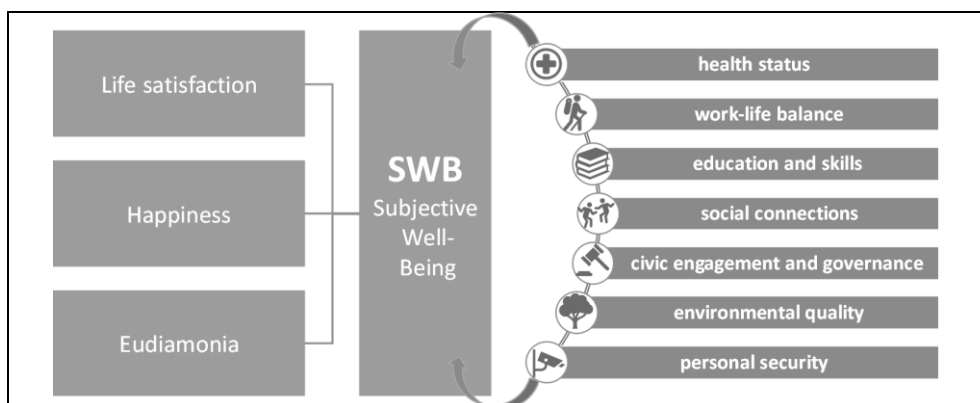 Life satisfaction
Happiness
Eudiamonia
SWB
Subjective
Well-
Being
health status
work-life balance
education and skills
social connections
civic engagement and governance
environmental quality
personal security